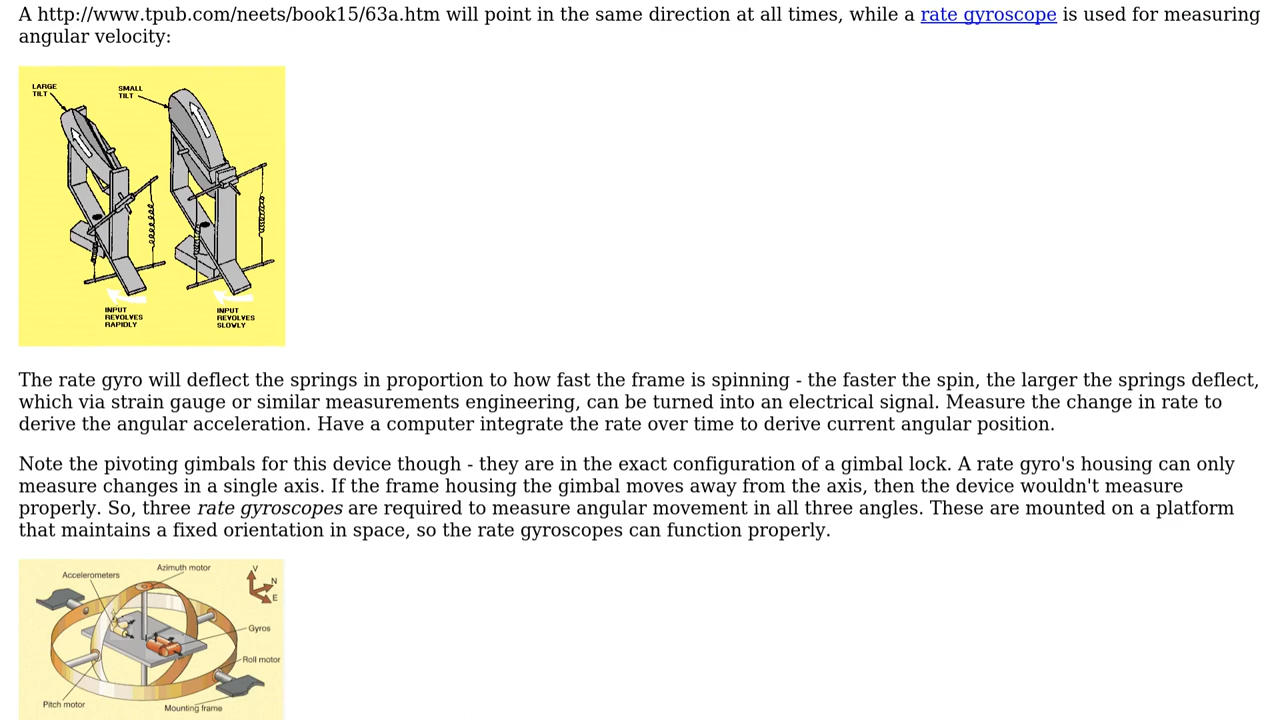 A http://www.tpub.com/neets/book15/63a.htm will point in the same direction at all times, while a rate gyroscope is used for measuring
angular velocity:
LARGE
TILT
SMALL
TILT
INPUT
REVOLVES
RAPIDLY
INPUT
REVOLVES
SLOWLY
The rate gyro will deflect the springs in proportion to how fast the frame is spinning - the faster the spin, the larger the springs deflect,
which via strain gauge or similar measurements engineering, can be turned into an electrical signal. Measure the change in rate to
derive the angular acceleration. Have a computer integrate the rate over time to derive current angular position.
Note the pivoting gimbals for this device though - they are in the exact configuration of a gimbal lock. A rate gyro's housing can only
measure changes in a single axis. If the frame housing the gimbal moves away from the axis, then the device wouldn't measure
properly. So, three rate gyroscopes are required to measure angular movement in all three angles. These are mounted on a platform
that maintains a fixed orientation in space, so the rate gyroscopes can function properly.
Azimuth motor
Accelerometers
V
N
E
Gyros
Roll motor
Pitch motor
Mounting frame